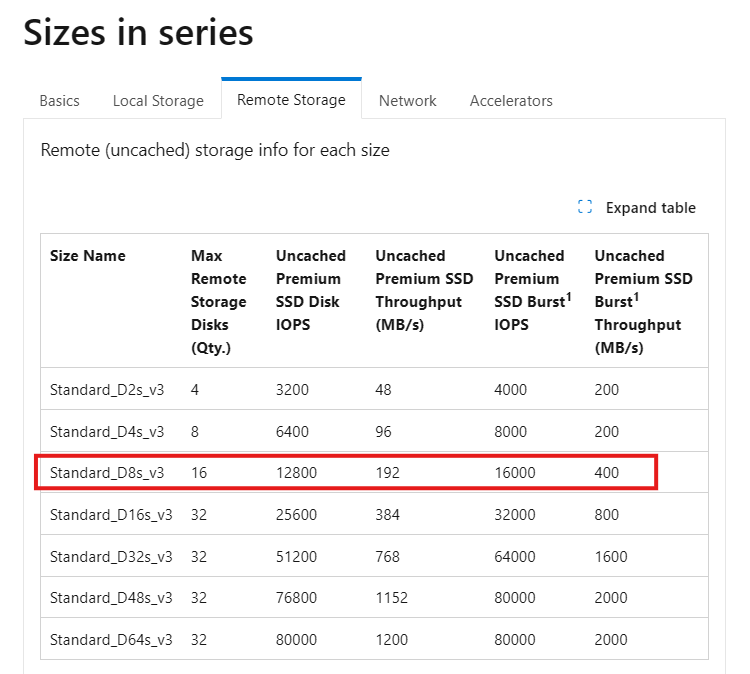 Sizes in series
Basics Local Storage Remote Storage Network Accelerators
Remote (uncached) storage info for each size
Expand table
Size Name Max Remote Storage Disks (Qty.) Uncached Premium SSD Disk IOPS Uncached Premium SSD Throughput (MB/s) Uncached Premium SSD Burst¹ IOPS Uncached Premium SSD Burst¹ Throughput (MB/s)
Standard_D2s_v3 4 3200 48 4000 200
Standard_D4s_v3 8 6400 96 8000 200
Standard_D8s_v3 16 12800 192 16000 400
Standard_D16s_v3 32 25600 384 32000 800
Standard_D32s_v3 32 51200 768 64000 1600
Standard_D48s_v3 32 76800 1152 80000 2000
Standard_D64s_v3 32 80000 1200 80000 2000